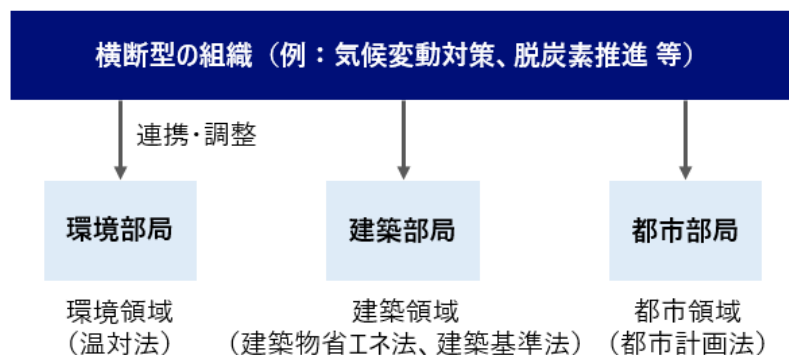 横断型の組織（例：気候変動対策、脱炭素推進 等）
連携・調整
環境部局
建築部局
都市部局
環境領域
（温対法）
建築領域
（建築物省エネ法、建築基準法）
都市領域
（都市計画法）